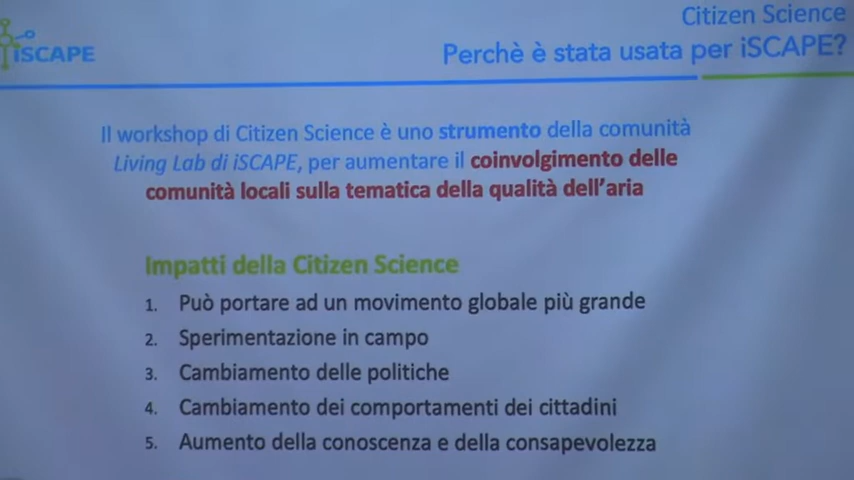 iSCAPE
Citizen Science
Perchè è stata usata per iSCAPE?
Il workshop di Citizen Science è uno strumento della comunità
Living Lab di iSCAPE, per aumentare il coinvolgimento delle
comunità locali sulla tematica della qualità dell'aria
Impatti della Citizen Science
1. Può portare ad un movimento globale più grande
2. Sperimentazione in campo
3. Cambiamento delle politiche
4. Cambiamento dei comportamenti dei cittadini
5. Aumento della conoscenza e della consapevolezza